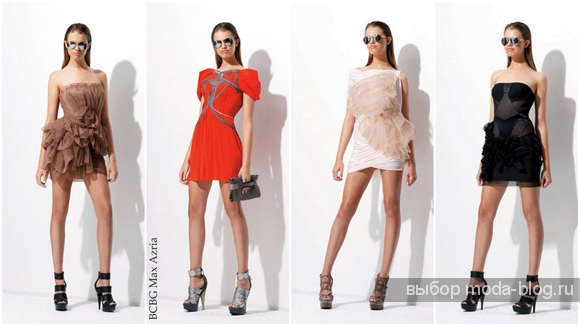 BCBG Max Azria
выбор moda-blog.ru